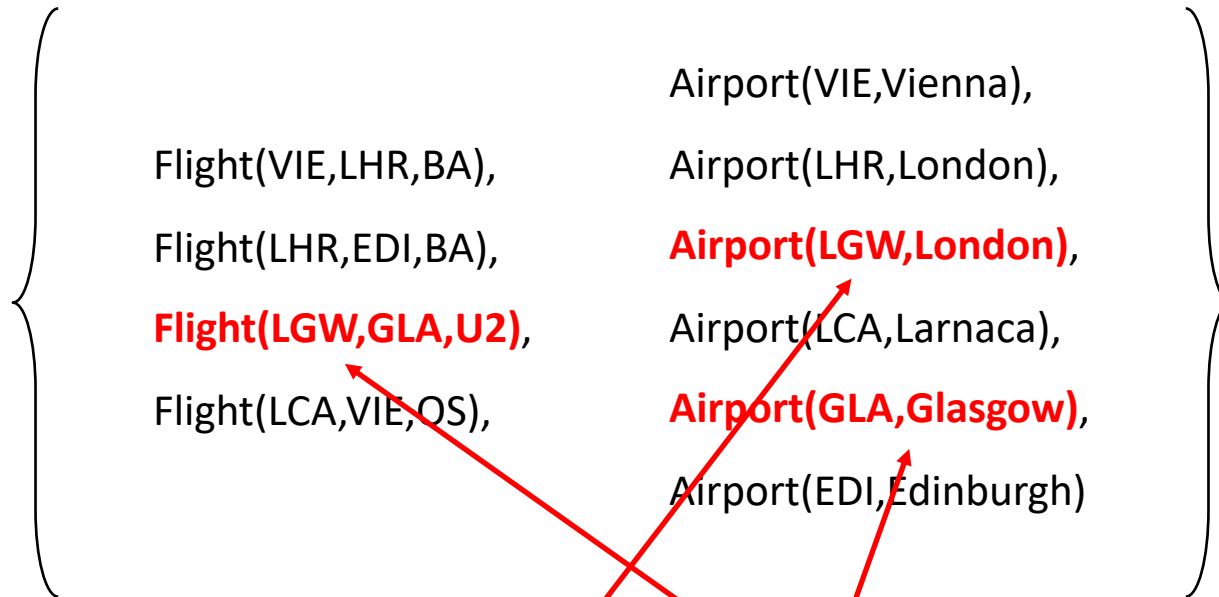 Flight(VIE,LHR,BA),
Flight(LHR,EDI,BA),
Flight(LGW,GLA,U2),
Flight(LCA,VIE,OS),
Airport(VIE,Vienna),
Airport(LHR,London),
Airport(LGW,London),
Airport(LCA,Larnaca),
Airport(GLA,Glasgow),
Airport(EDI,Edinburgh)